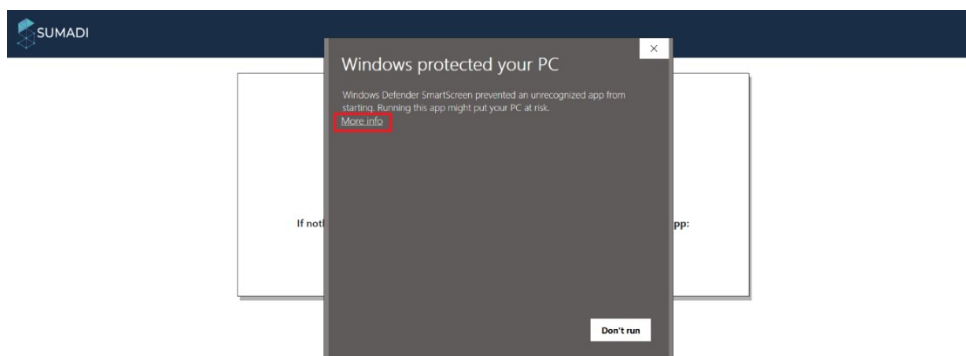 SUMADI
Windows protected your PC
Windows Defender SmartScreen prevented an unrecognized app from
starting. Running this app might put your PC at risk.
More info
If
pp:
Don't run